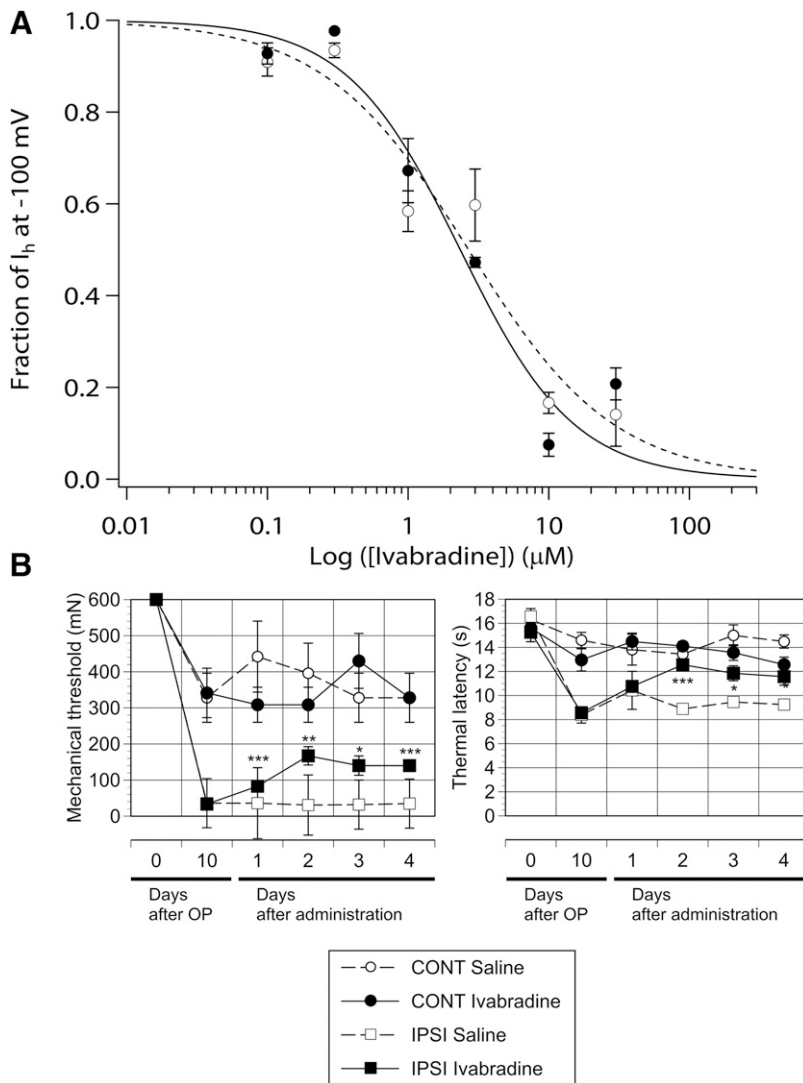 A
Fraction of Ih at -100 mV
1.0
0.8
0.6
0.4
0.2
0.0
0.01 0.1 1 10 100
Log ([Ivabradine]) (μM)
B
Mechanical threshold (mN)
600
500
400
300
200
100
0
*** ** * ***
0 10 1 2 3 4
Days after OP
Days after administration
Thermal latency (s)
18
16
14
12
10
8
6
4
2
0
*** * *
0 10 1 2 3 4
Days after OP
Days after administration
CONT Saline
CONT Ivabradine
IPSI Saline
IPSI Ivabradine